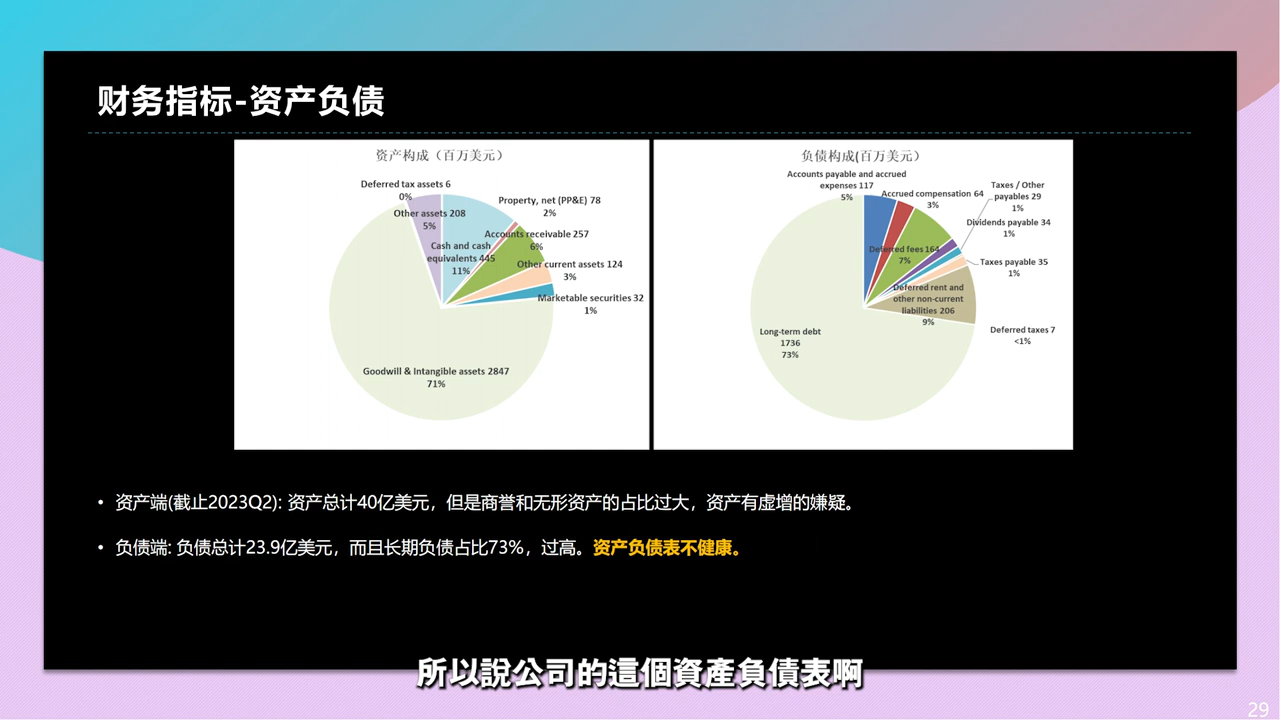 财务指标-资产负债
资产构成（百万美元）
Deferred tax assets 6
0%
Other assets 208
5%
Cash and cash
equivalents 445
11%
Property, net (PP&E) 78
2%
Accounts receivable 257
6%
Other current assets 124
3%
Marketable securities 32
1%
Goodwill & Intangible assets 2847
71%
负债构成(百万美元）
Accounts payable and accrued
expenses 117
5%
Accrued compensation 64
3%
Taxes / Other
payables 29
1%
Dividends payable 34
1%
Deferred fees 164
7%
Taxes payable 35
1%
Deferred rent and
other non-current
liabilities 206
9%
Deferred taxes 7
<1%
Long-term debt
1736
73%
• 资产端(截止2023Q2): 资产总计40亿美元，但是商誉和无形资产的占比过大，资产有虚增的嫌疑。
• 负债端: 负债总计23.9亿美元，而且长期负债占比73%，过高。资产负债表不健康。
所以說公司的這個資產負債表啊
29